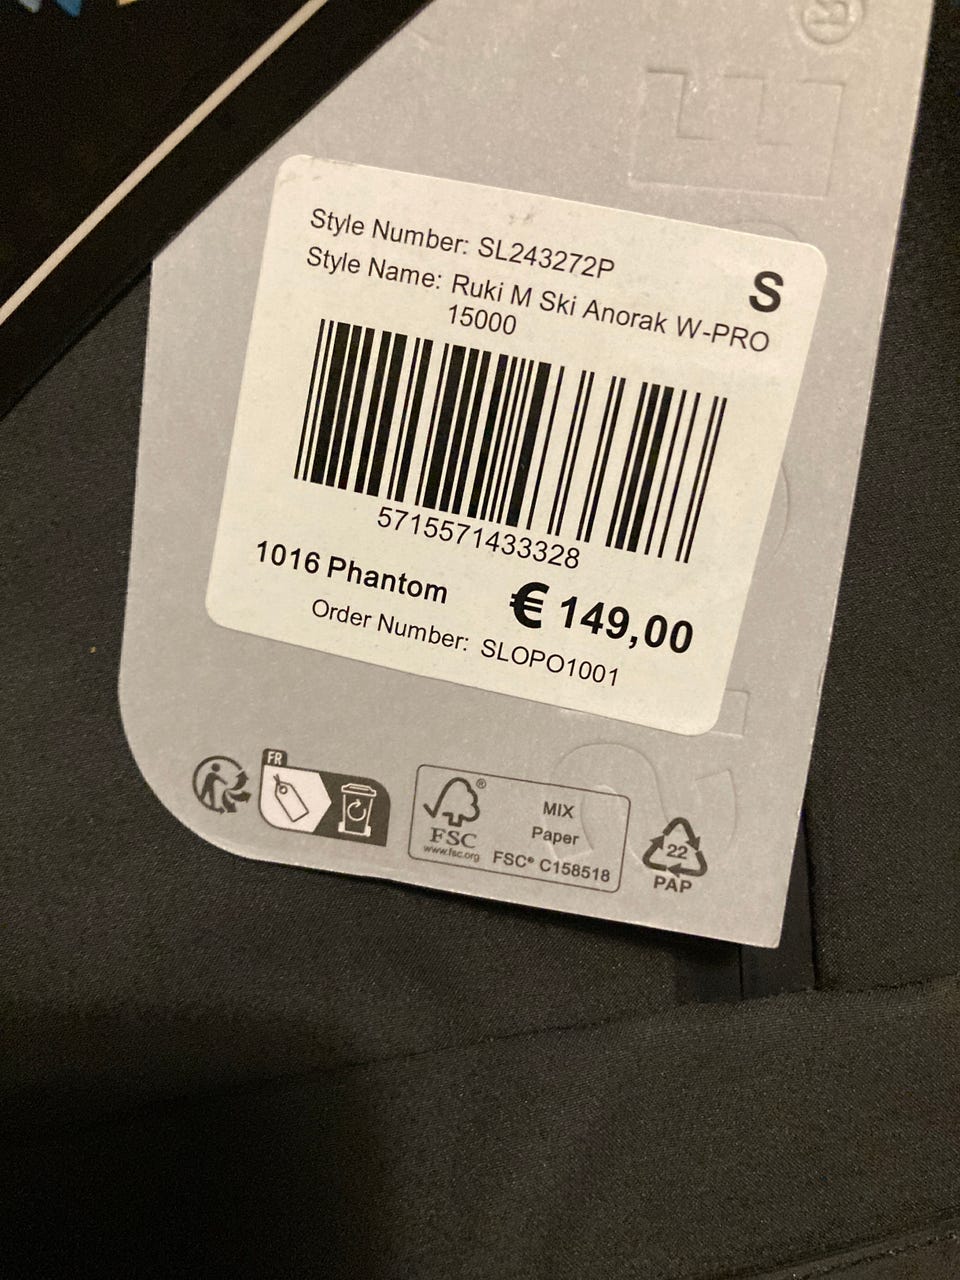 Style Number: SL243272P
S
Style Name: Ruki M Ski Anorak W-PRO
15000
5715571433328
1016 Phantom
€ 149,00
Order Number: SLOPO1001
FR
FSC®
www.fsc.org
MIX
Paper
FSC® C158518
22
PAP